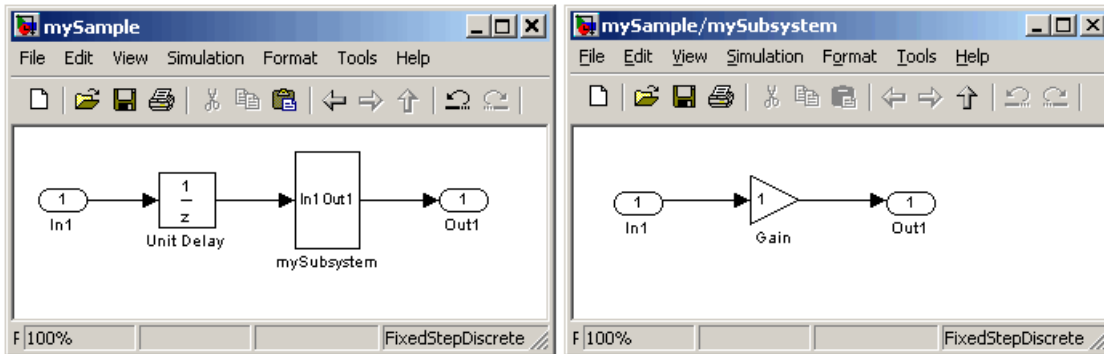 mySample
File Edit View Simulation Format Tools Help
1
In1
1
z
Unit Delay
In1 Out1
mySubsystem
1
Out1
F 100%
FixedStepDiscrete
mySample/mySubsystem
File Edit View Simulation Format Tools Help
1
In1
1
Gain
1
Out1
F 100%
FixedStepDiscrete